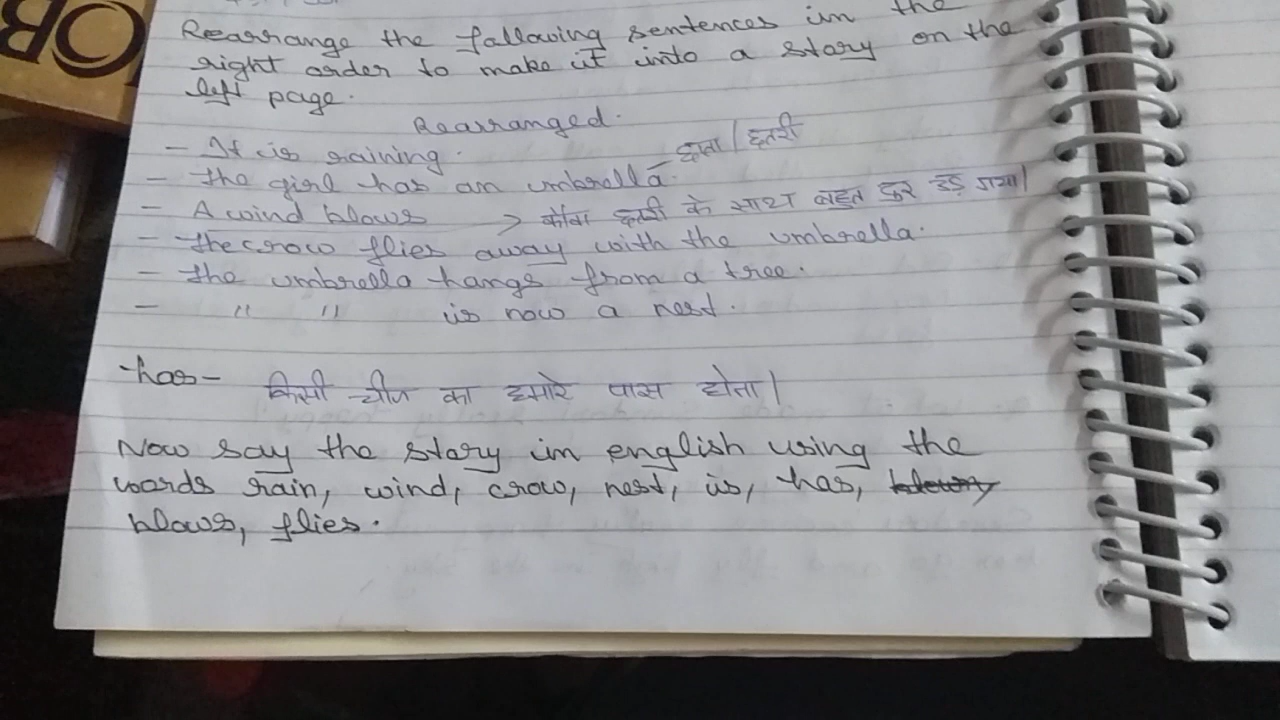 OB
Rearrange the following sentences in the
right order to make it into a story on the
left page.
Rearranged.
- It is raining.
- the girl has an umbrella. - छाता / छतरी
- A wind blows > कौवा छतरी के साथ बहुत दूर उड़ गया।
- the crow flies away with the umbrella.
- the umbrella hangs from a tree.
- " " is now a nest.
has - किसी चीज का हमारे पास होना।
Now say the story in english using the
words rain, wind, crow, nest, is, has,
blows, flies.